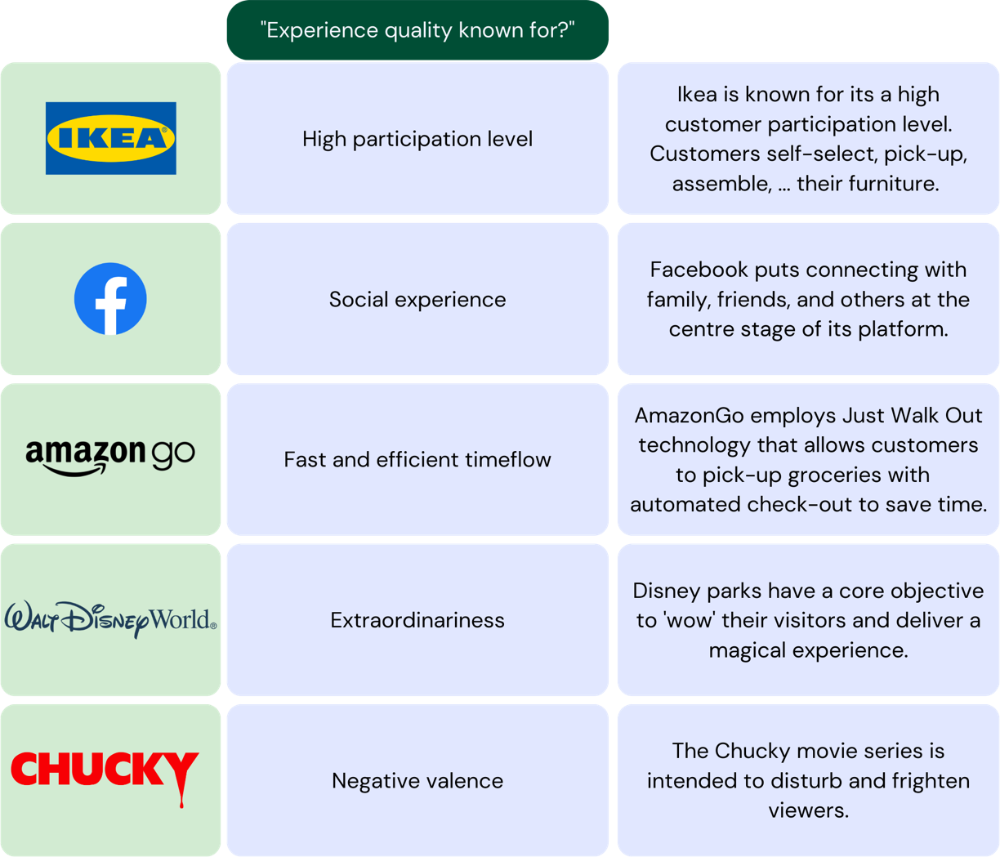 "Experience quality known for?"
IKEA®
High participation level
Ikea is known for its a high
customer participation level.
Customers self-select, pick-up,
assemble, ... their furniture.
f
Social experience
Facebook puts connecting with
family, friends, and others at the
centre stage of its platform.
amazon go
Fast and efficient timeflow
AmazonGo employs Just Walk Out
technology that allows customers
to pick-up groceries with
automated check-out to save time.
WALT DISNEY World®
Extraordinariness
Disney parks have a core objective
to 'wow' their visitors and deliver a
magical experience.
CHUCKY
Negative valence
The Chucky movie series is
intended to disturb and frighten
viewers.